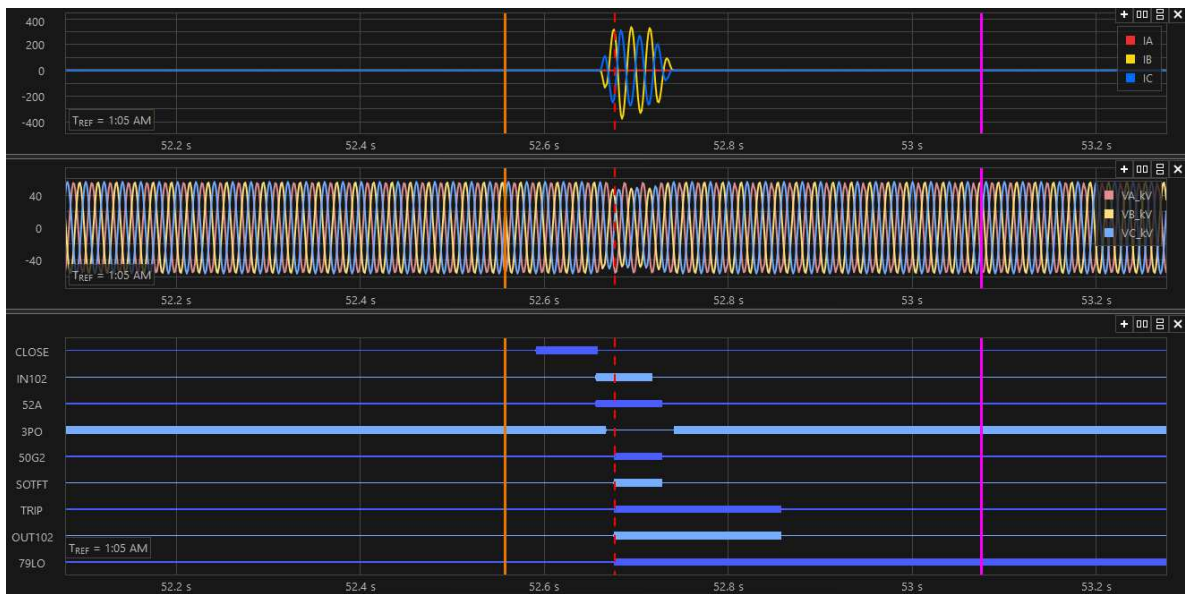 400
200
0
-200
-400
IA
IB
IC
TREF = 1:05 AM
52.2 s 52.4 s 52.6 s 52.8 s 53 s 53.2 s
40
0
-40
VA_kV
VB_kV
VC_kV
TREF = 1:05 AM
52.2 s 52.4 s 52.6 s 52.8 s 53 s 53.2 s
CLOSE
IN102
52A
3PO
50G2
SOTFT
TRIP
OUT102
79LO
TREF = 1:05 AM
52.2 s 52.4 s 52.6 s 52.8 s 53 s 53.2 s